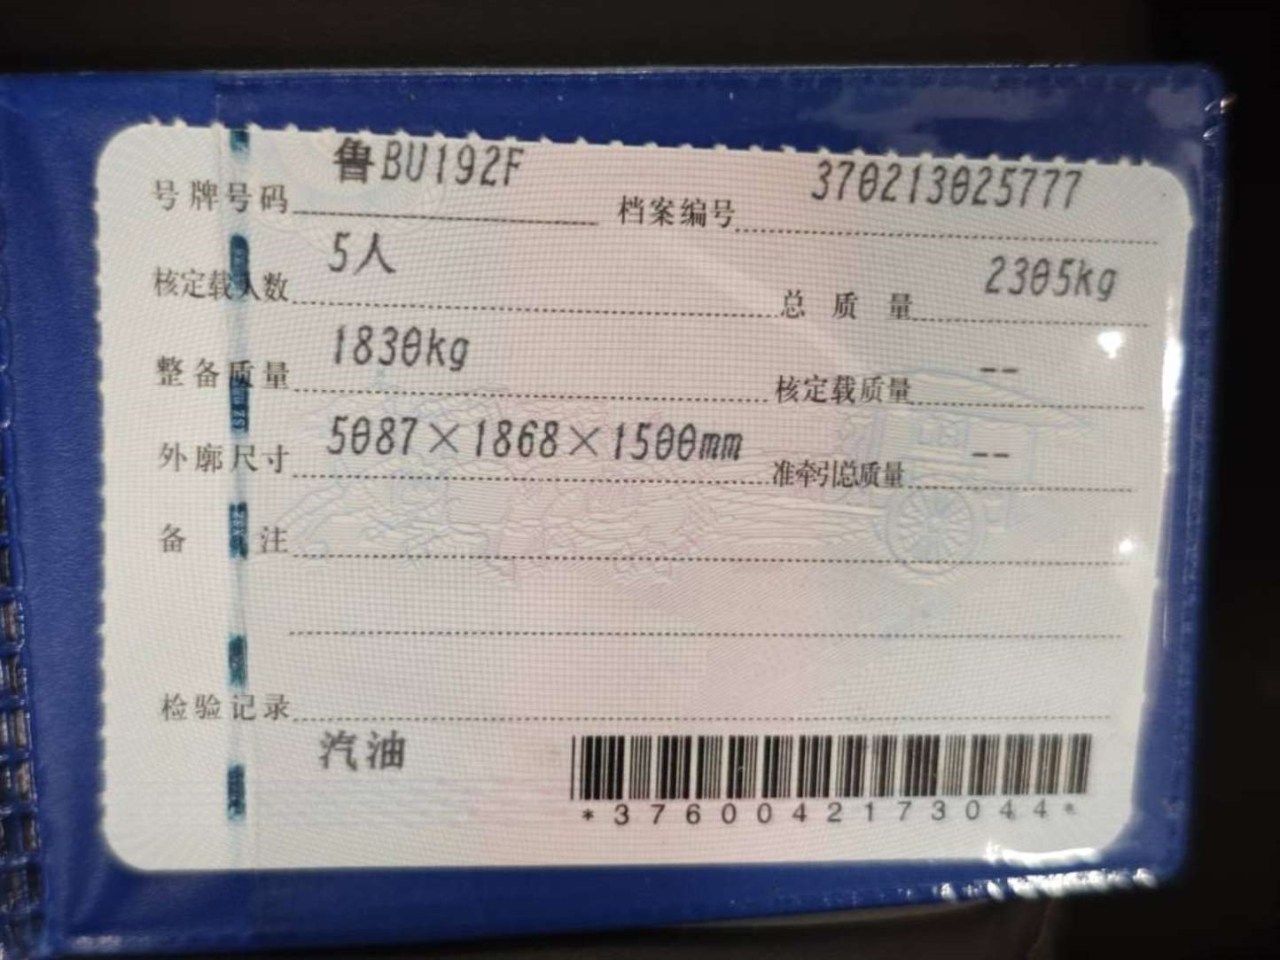 号牌号码 鲁BU192F 档案编号 370213025777
核定载人数 5人 总质量 2305kg
整备质量 1830kg 核定载质量 --
外廓尺寸 5087×1868×1500mm 准牵引总质量 --
备注
检验记录
汽油
*3760042173044*